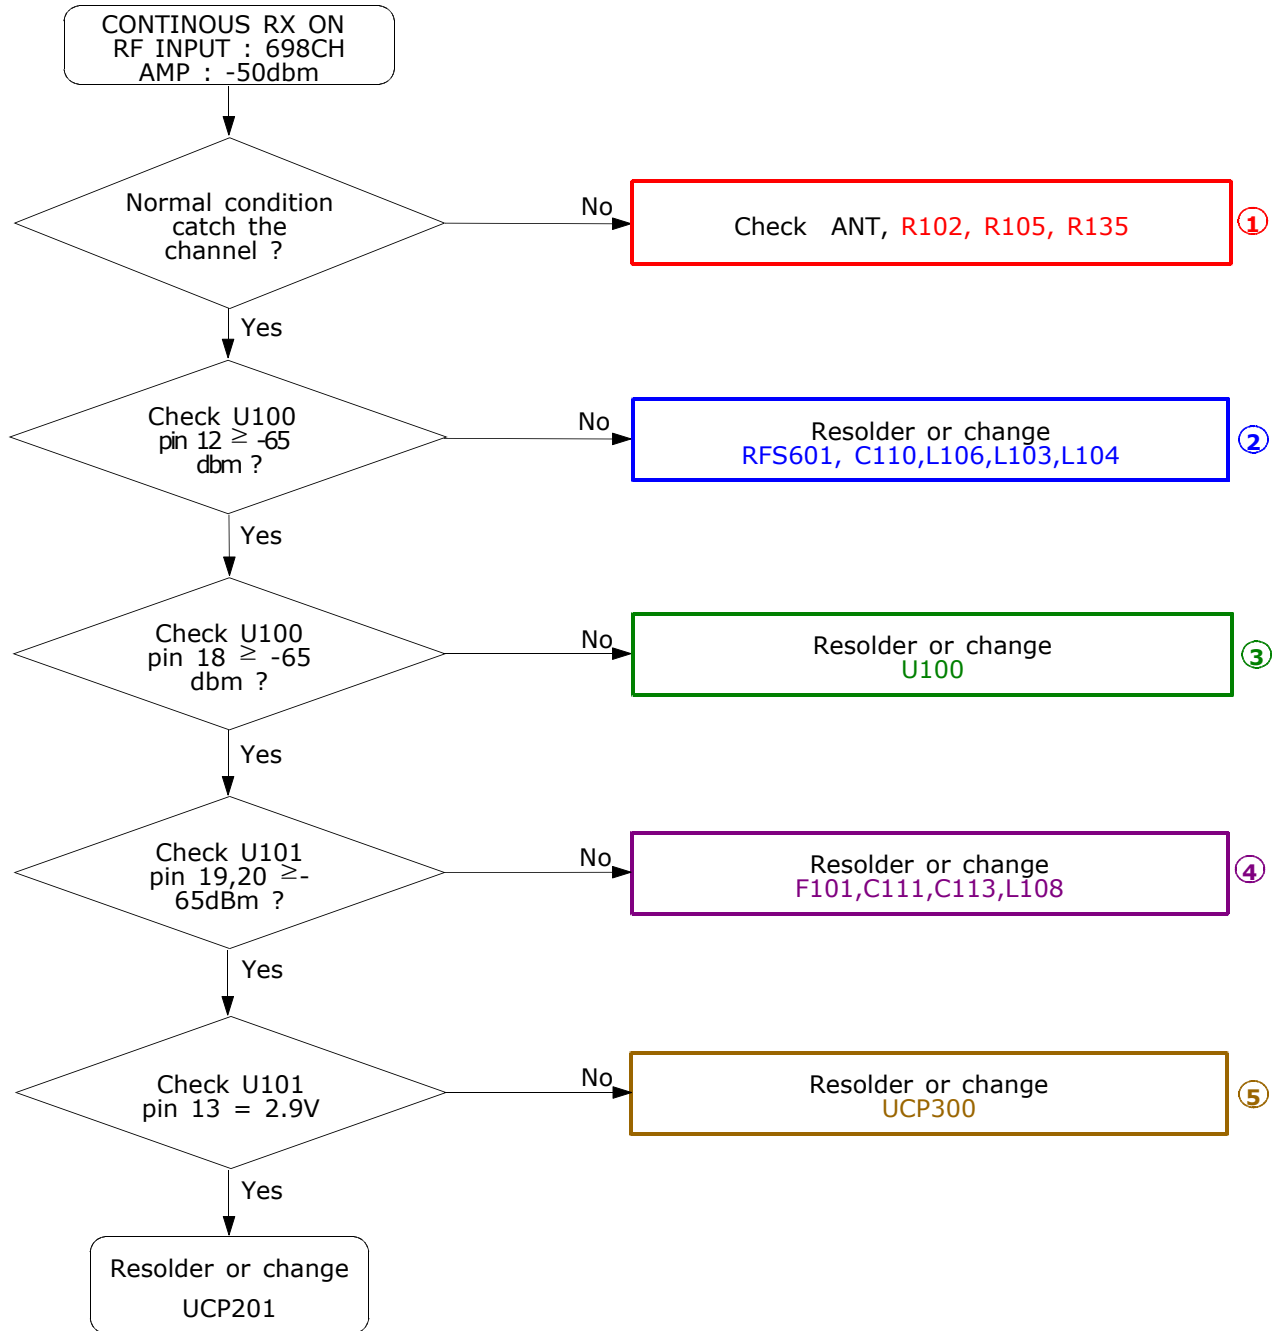 CONTINOUS RX ON
RF INPUT : 698CH
AMP : -50dbm
Normal condition
catch the
channel ?
No
Check ANT, R102, R105, R135
①
Yes
Check U100
pin 12 ≥ -65
dbm ?
No
Resolder or change
RFS601, C110,L106,L103,L104
②
Yes
Check U100
pin 18 ≥ -65
dbm ?
No
Resolder or change
U100
③
Yes
Check U101
pin 19,20 ≥-
65dBm ?
No
Resolder or change
F101,C111,C113,L108
④
Yes
Check U101
pin 13 = 2.9V
No
Resolder or change
UCP300
⑤
Yes
Resolder or change
UCP201